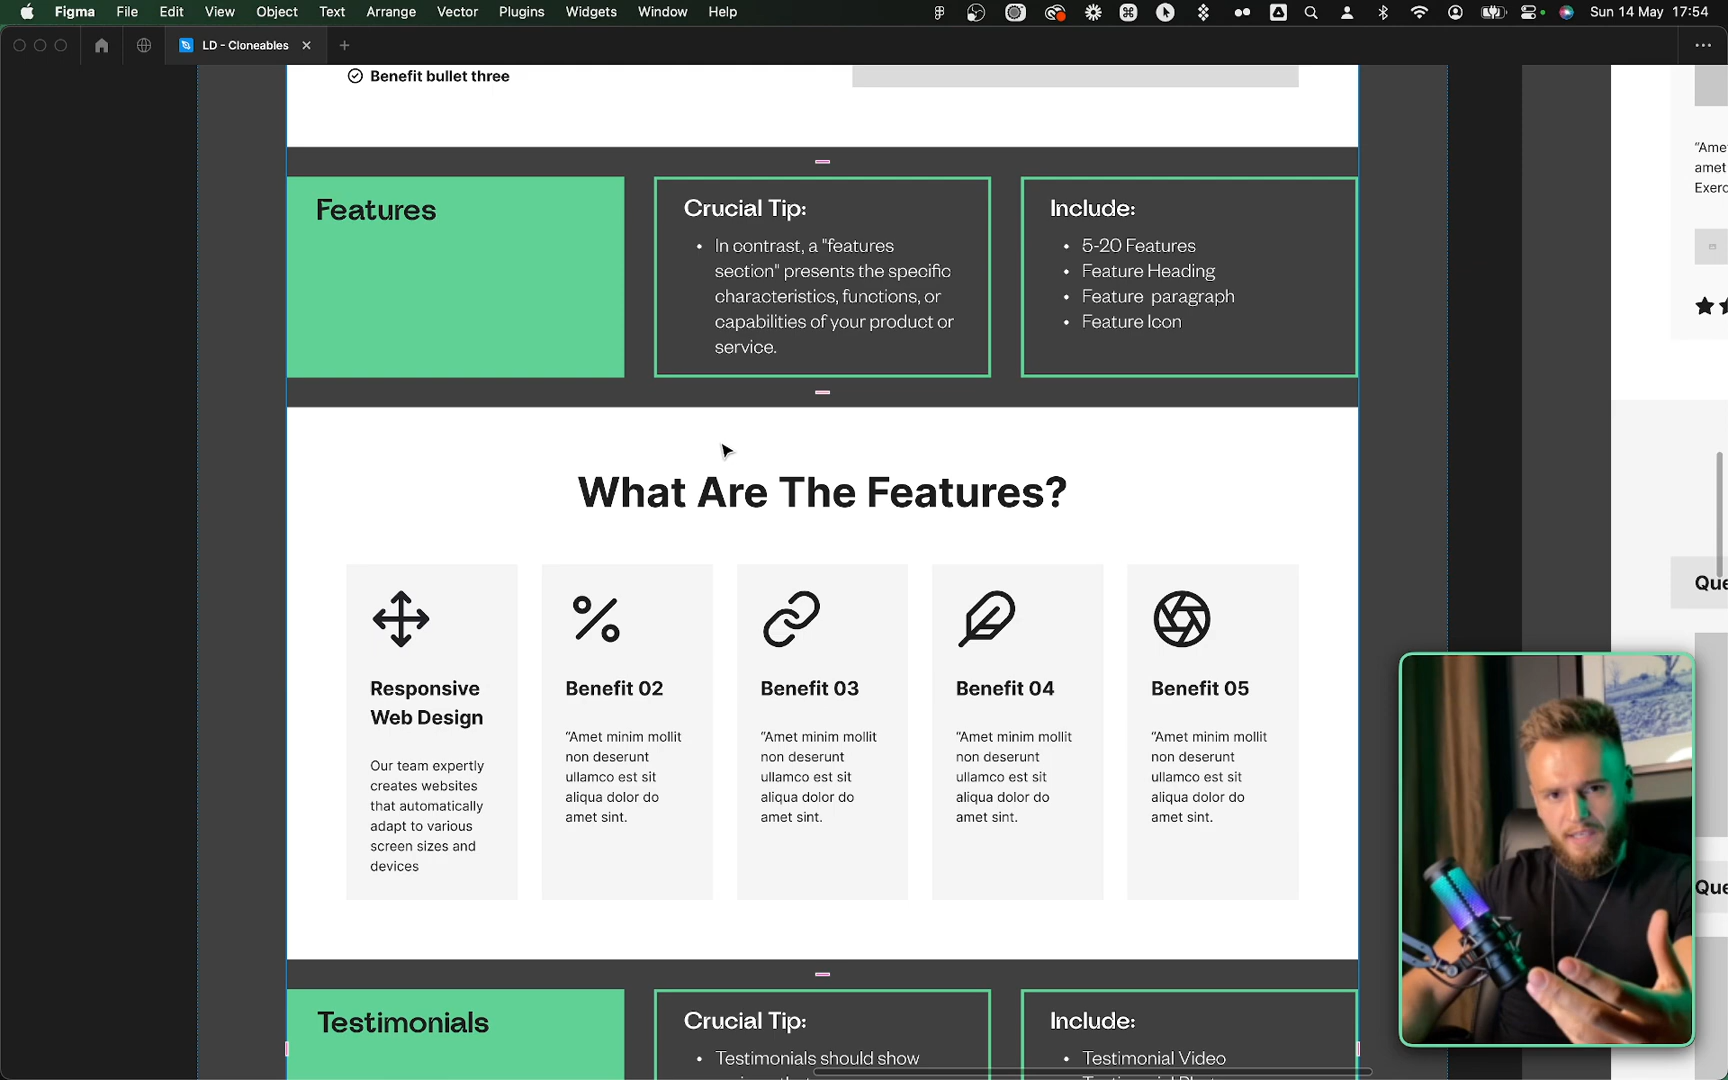 Figma File Edit View Object Text Arrange Vector Plugins Widgets Window Help Sun 14 May 17:54
LD - Cloneables
Benefit bullet three
Features
Crucial Tip:
• In contrast, a "features
section" presents the specific
characteristics, functions, or
capabilities of your product or
service.
Include:
• 5-20 Features
• Feature Heading
• Feature paragraph
• Feature Icon
What Are The Features?
Responsive
Web Design
Our team expertly
creates websites
that automatically
adapt to various
screen sizes and
devices
Benefit 02
“Amet minim mollit
non deserunt
ullamco est sit
aliqua dolor do
amet sint.
Benefit 03
“Amet minim mollit
non deserunt
ullamco est sit
aliqua dolor do
amet sint.
Benefit 04
“Amet minim mollit
non deserunt
ullamco est sit
aliqua dolor do
amet sint.
Benefit 05
“Amet minim mollit
non deserunt
ullamco est sit
aliqua dolor do
amet sint.
Testimonials
Crucial Tip:
• Testimonials should show
Include:
• Testimonial Video
“Ame
amet
Exerc
Que
Que